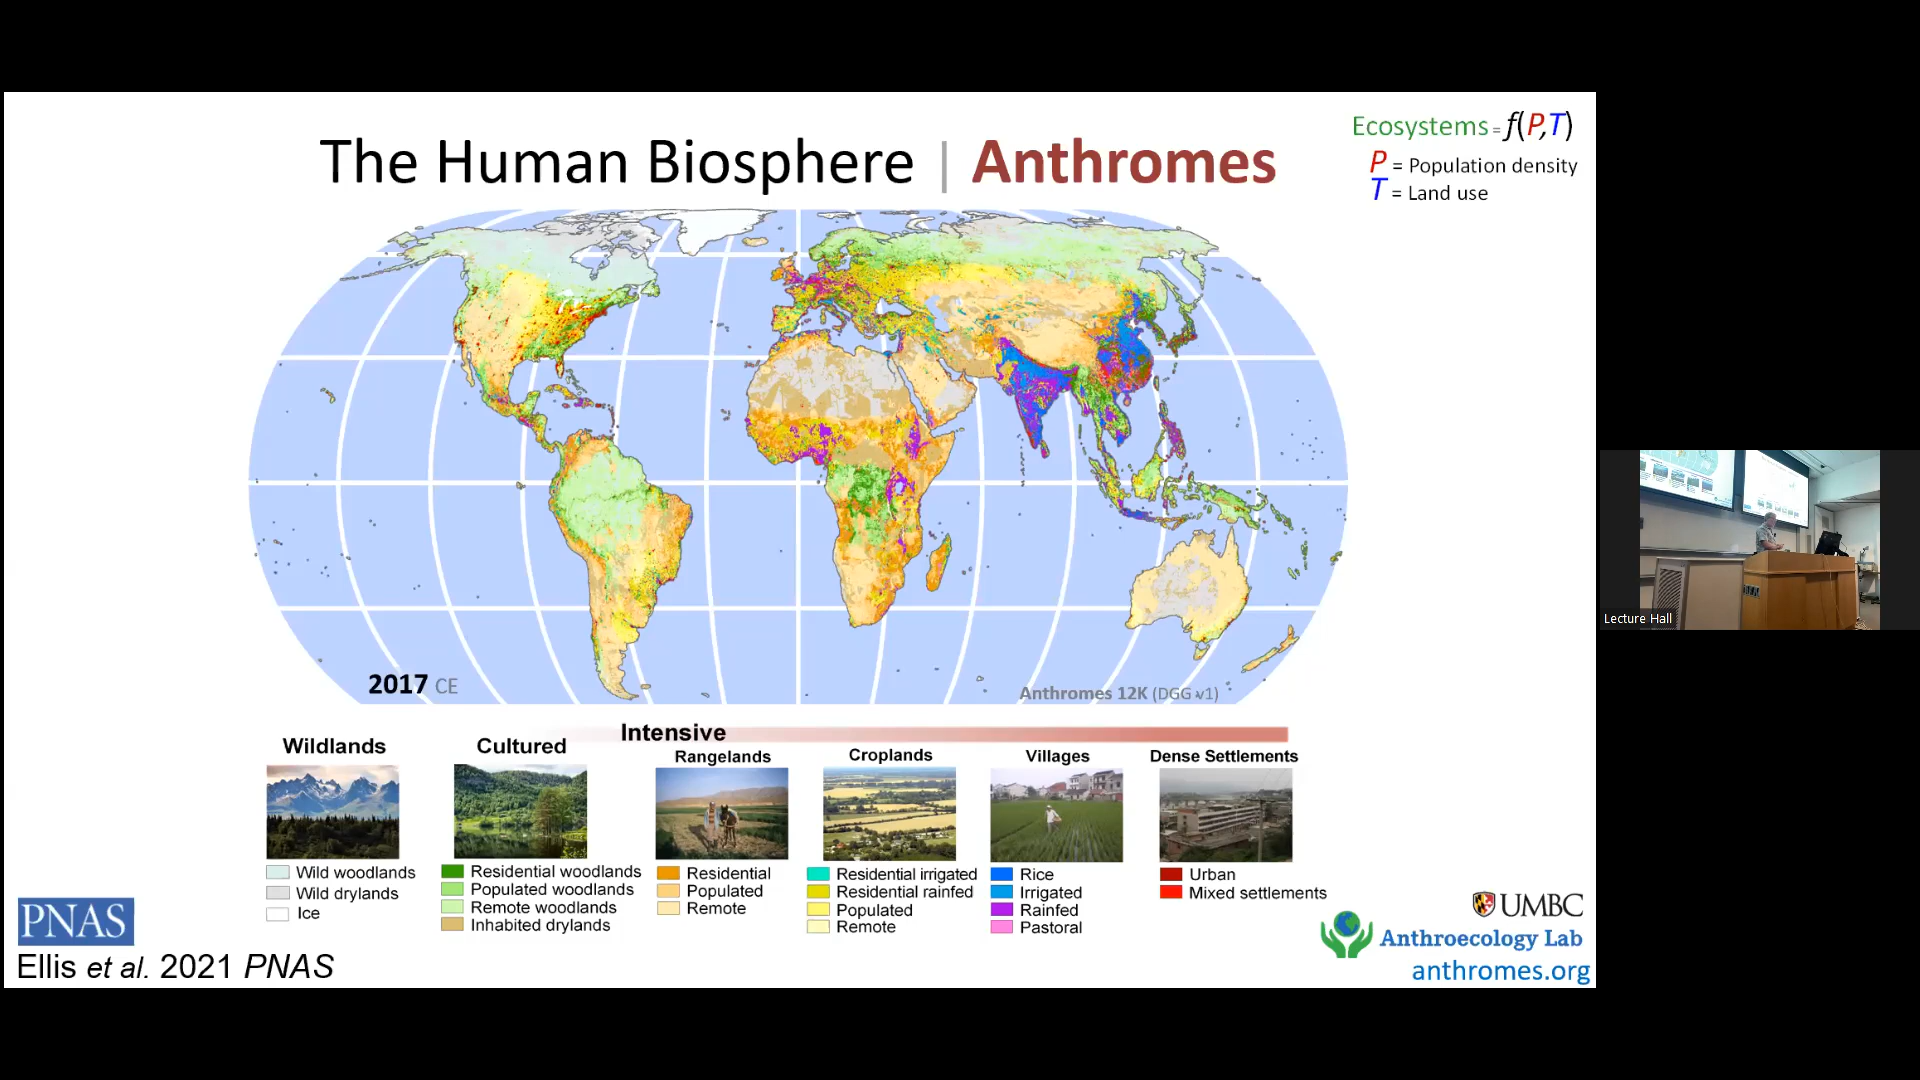 The Human Biosphere | Anthromes
Ecosystems = f(P,T)
P = Population density
T = Land use
2017 CE
Anthromes 12K (DGG v1)
Intensive
Wildlands
Cultured
Rangelands
Croplands
Villages
Dense Settlements
Wild woodlands
Wild drylands
Ice
Residential woodlands
Populated woodlands
Remote woodlands
Inhabited drylands
Residential
Populated
Remote
Residential irrigated
Residential rainfed
Populated
Remote
Rice
Irrigated
Rainfed
Pastoral
Urban
Mixed settlements
PNAS
Ellis et al. 2021 PNAS
UMBC
Anthroecology Lab
anthromes.org
Lecture Hall